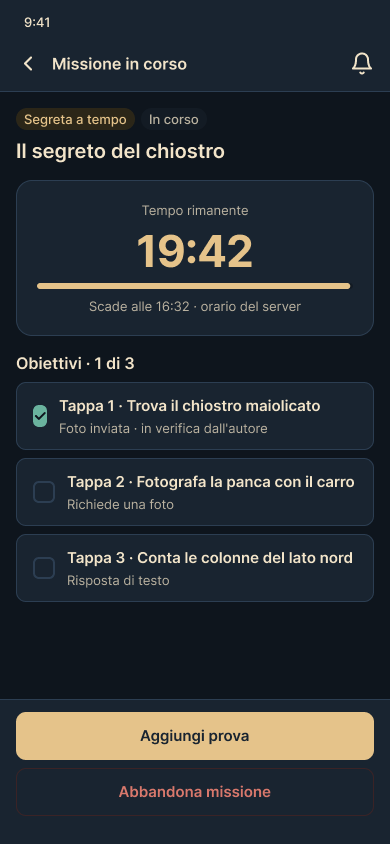 9:41
Missione in corso
Segreta a tempo
In corso
Il segreto del chiostro
Tempo rimanente
19:42
Scade alle 16:32 · orario del server
Obiettivi · 1 di 3
Tappa 1 · Trova il chiostro maiolicato
Foto inviata · in verifica dall'autore
Tappa 2 · Fotografa la panca con il carro
Richiede una foto
Tappa 3 · Conta le colonne del lato nord
Risposta di testo
Aggiungi prova
Abbandona missione